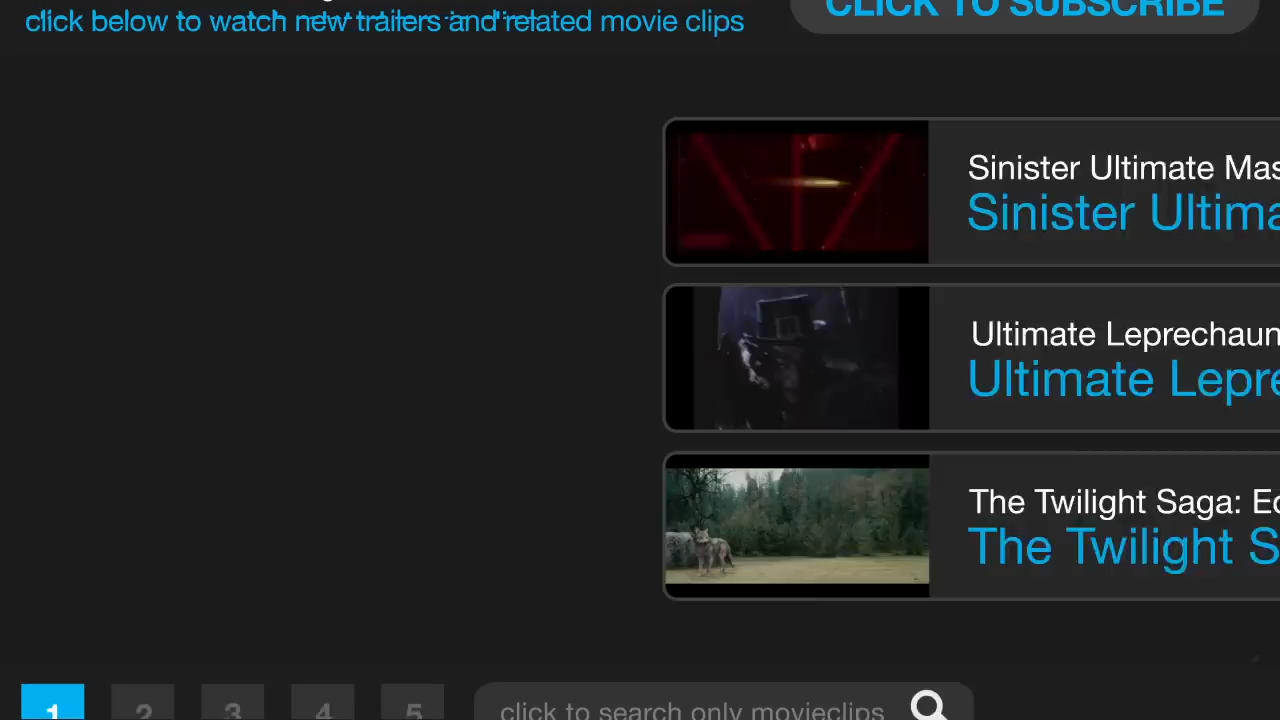 click below to watch new trailers and related movie clips
CLICK TO SUBSCRIBE
Sinister Ultimate Mas
Sinister Ultima
Ultimate Leprechaun
Ultimate Lepre
The Twilight Saga: Ec
The Twilight S
1 2 3 4 5
click to search only movieclips